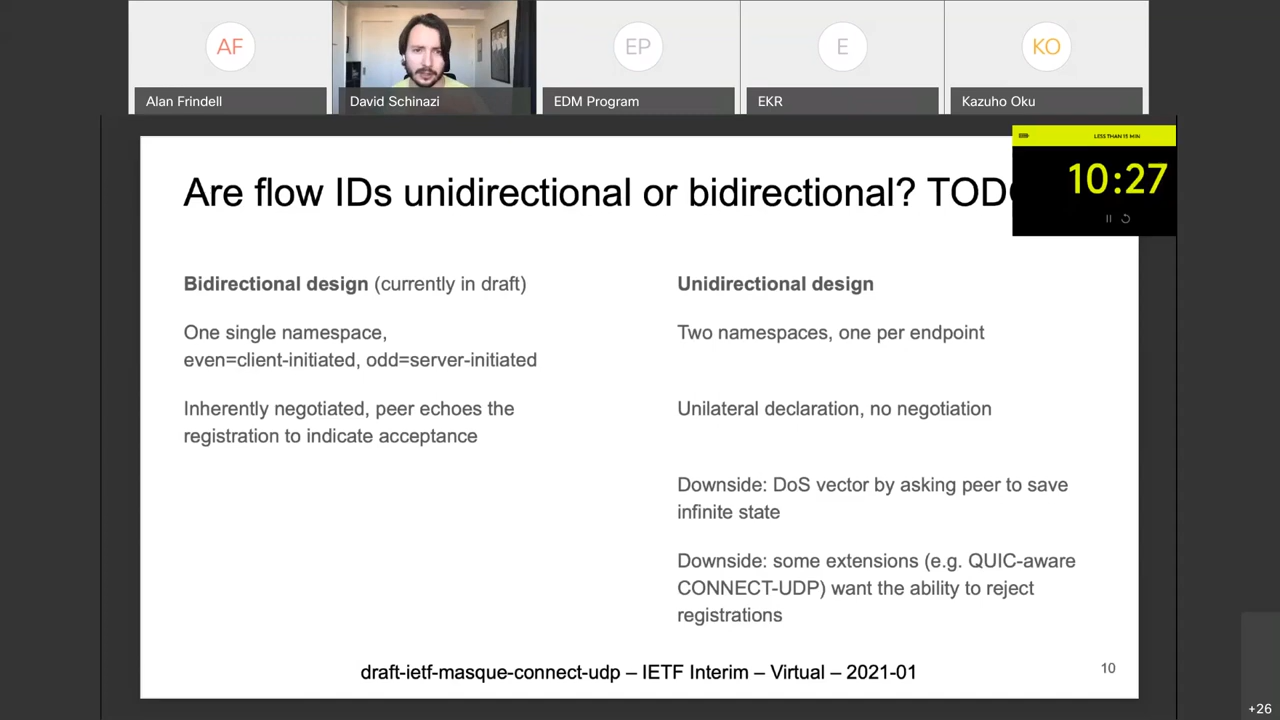 AF
EP
E
KO
Alan Frindell
David Schinazi
EDM Program
EKR
Kazuho Oku
LESS THAN 15 MIN
10:27
Are flow IDs unidirectional or bidirectional?
Bidirectional design (currently in draft)
One single namespace,
even=client-initiated, odd=server-initiated
Inherently negotiated, peer echoes the
registration to indicate acceptance
Unidirectional design
Two namespaces, one per endpoint
Unilateral declaration, no negotiation
Downside: DoS vector by asking peer to save
infinite state
Downside: some extensions (e.g. QUIC-aware
CONNECT-UDP) want the ability to reject
registrations
draft-ietf-masque-connect-udp – IETF Interim – Virtual – 2021-01
10
+26